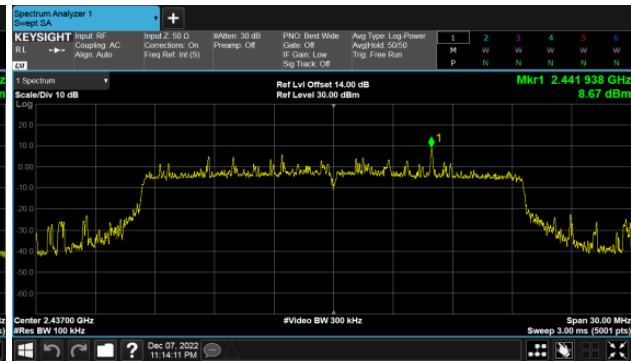 Spectrum Analyzer 1
Swept SA
+
KEYSIGHT
RL
LXI
Input: RF
Coupling: AC
Align: Auto
Input Z: 50 Ω
Corrections: On
Freq Ref: Int (S)
#Atten: 30 dB
Preamp: Off
PNO: Best Wide
Gate: Off
IF Gain: Low
Sig Track: Off
Avg Type: Log-Power
Avg|Hold: 50/50
Trig: Free Run
1 2 3 4 5 6
M W W W W W
P N N N N N
1 Spectrum
Scale/Div 10 dB
Log
Ref Lvl Offset 14.00 dB
Ref Level 30.00 dBm
Mkr1 2.441 938 GHz
8.67 dBm
20.0
10.0
0.00
-10.0
-20.0
-30.0
-40.0
-50.0
-60.0
1
Center 2.43700 GHz
#Res BW 100 kHz
#Video BW 300 kHz
Span 30.00 MHz
Sweep 3.00 ms (5001 pts)
?
Dec 07, 2022
11:14:11 PM